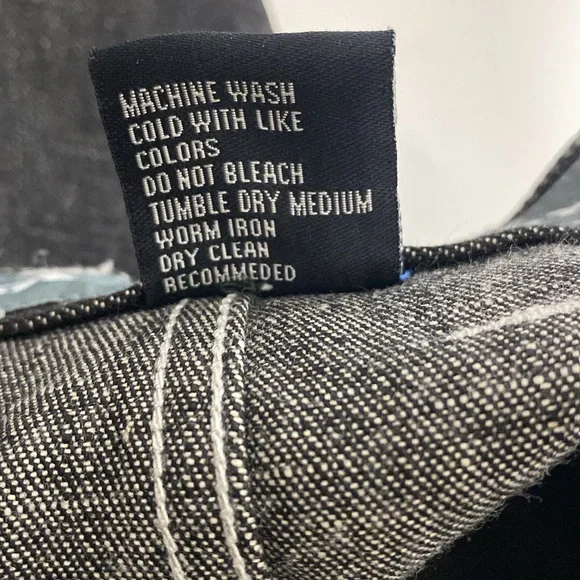 MACHINE WASH
COLD WITH LIKE
COLORS
DO NOT BLEACH
TUMBLE DRY MEDIUM
WORM IRON
DRY CLEAN
RECOMMEDED